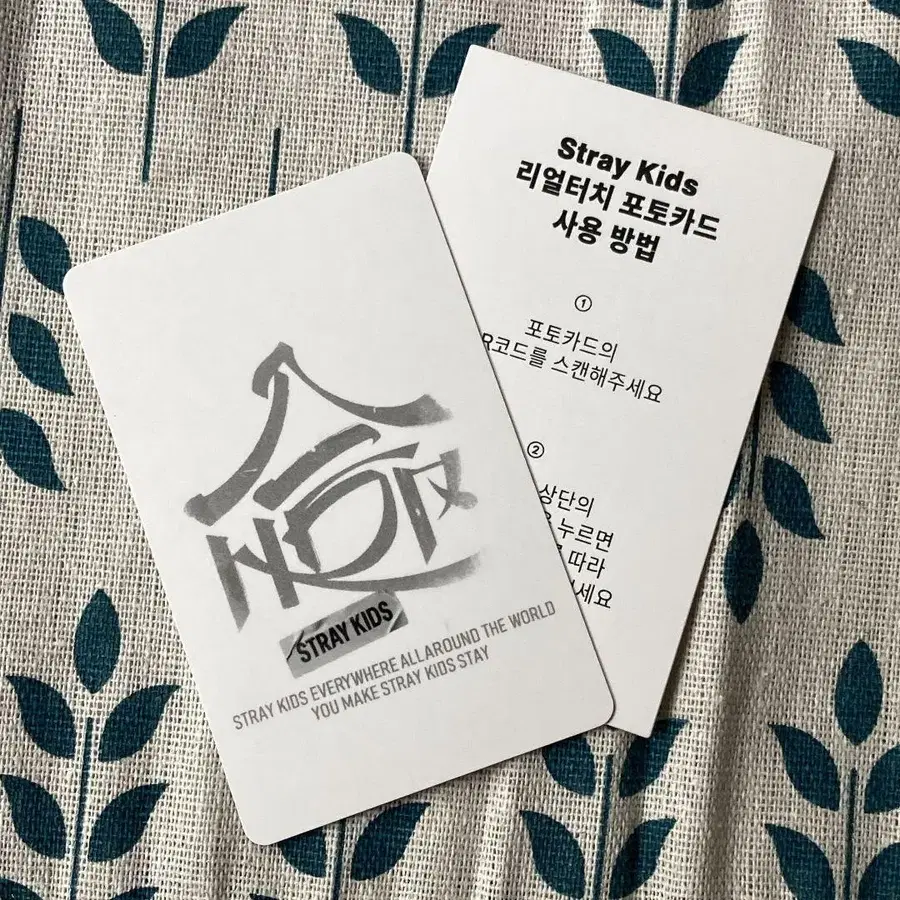 STRAY KIDS
STRAY KIDS EVERYWHERE ALLAROUND THE WORLD
YOU MAKE STRAY KIDS STAY
Stray Kids
리얼터치 포토카드
사용 방법
①
포토카드의
R코드를 스캔해주세요
②
상단의
누르면
따라
세요